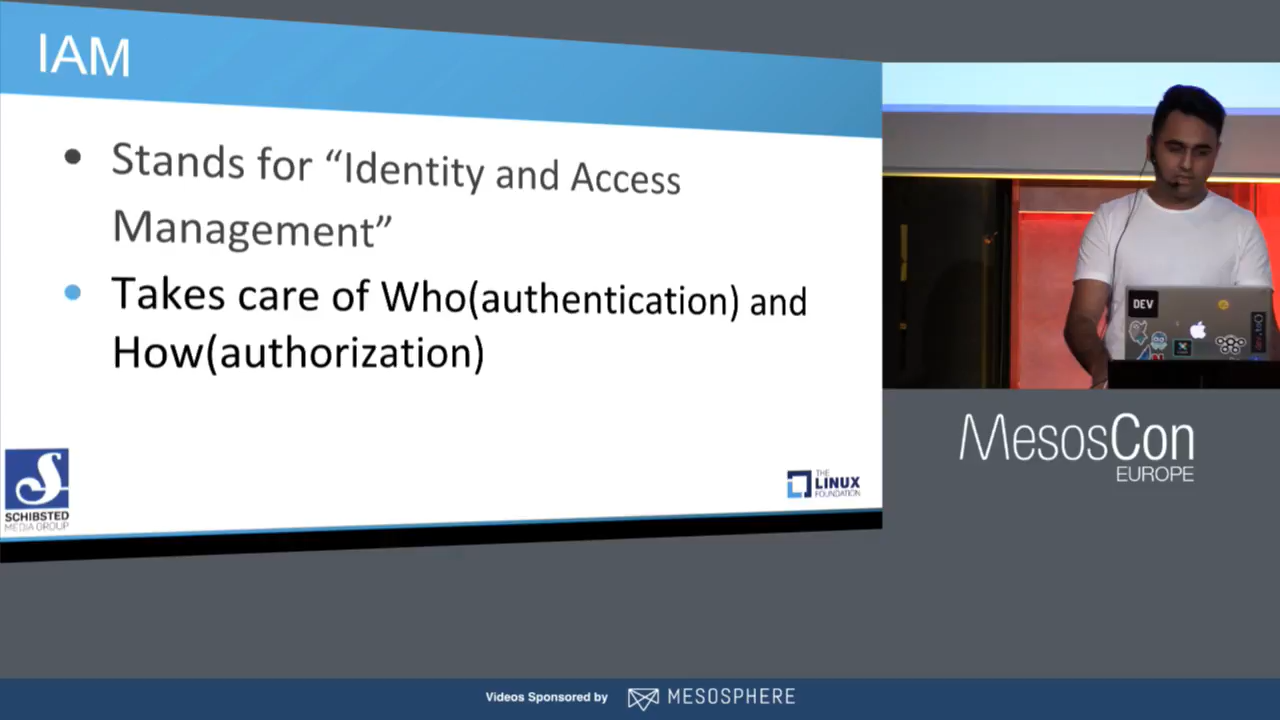 IAM
• Stands for “Identity and Access
Management”
• Takes care of Who(authentication) and
How(authorization)
SCHIBSTED
MEDIA GROUP
THE
LINUX
FOUNDATION
DEV
MesosCon
EUROPE
Videos Sponsored by MESOSPHERE